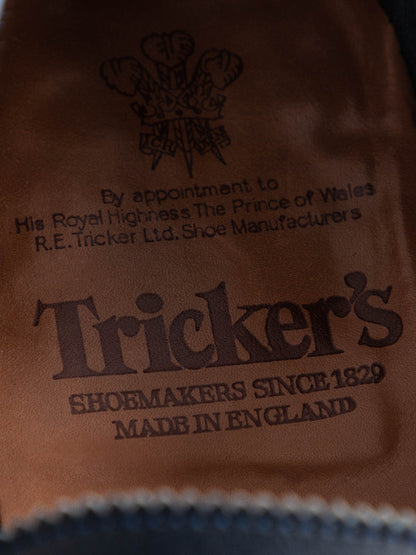 By appointment to
His Royal Highness The Prince of Wales
R.E. Tricker Ltd. Shoe Manufacturers
Tricker's
SHOEMAKERS SINCE 1829
MADE IN ENGLAND